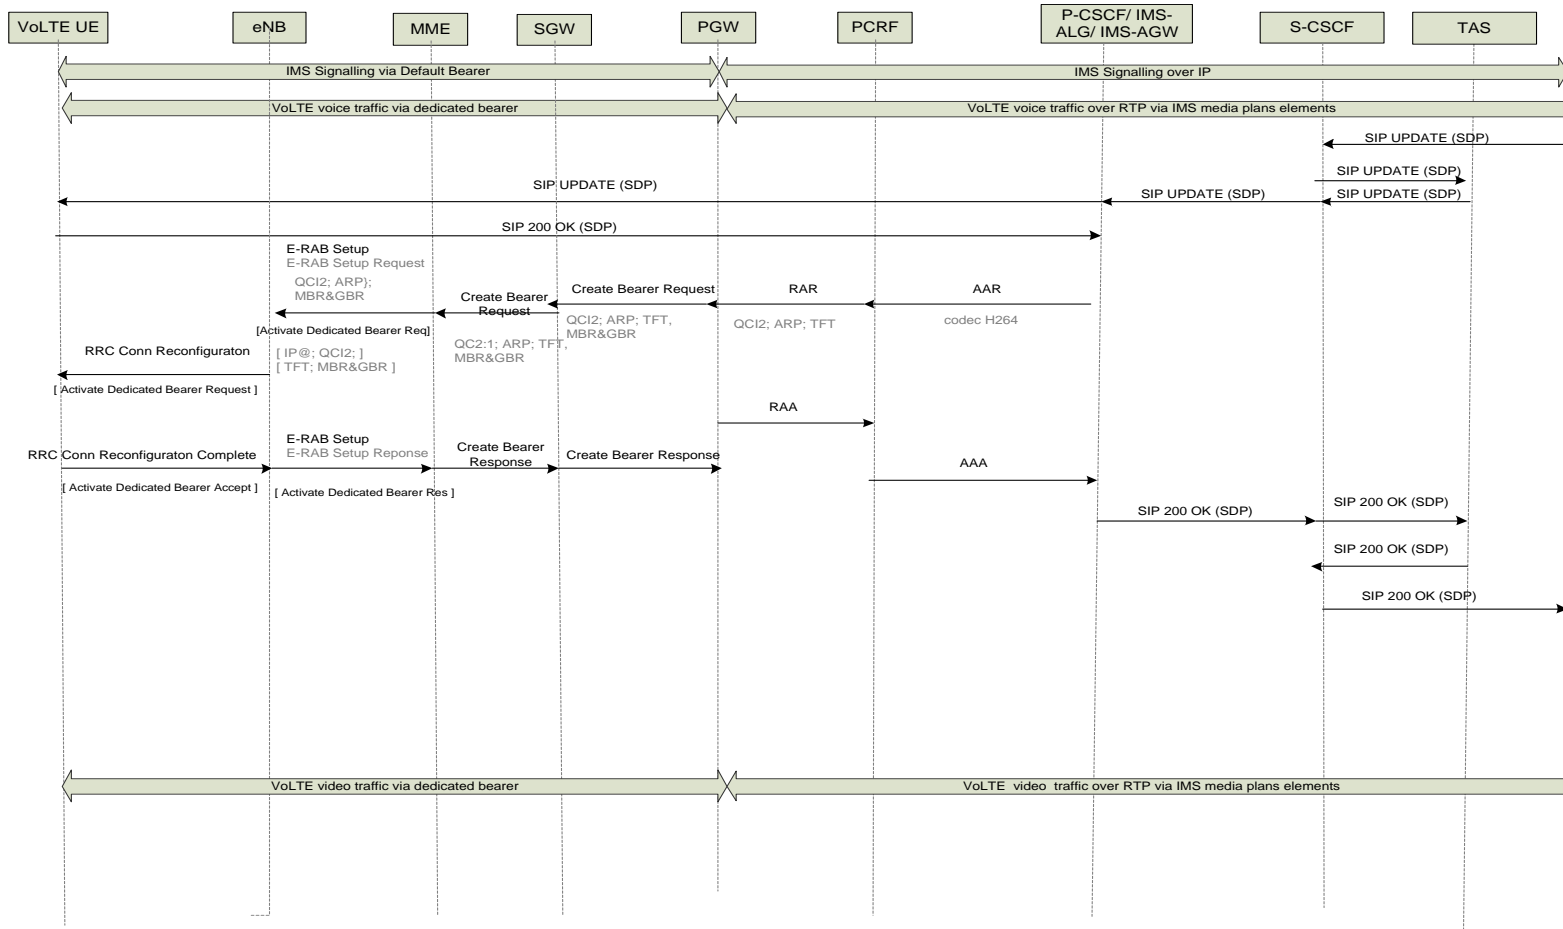 VoLTE UE
eNB
MME
SGW
PGW
PCRF
P-CSCF/ IMS-
ALG/ IMS-AGW
S-CSCF
TAS
IMS Signalling via Default Bearer
IMS Signalling over IP
VoLTE voice traffic via dedicated bearer
VoLTE voice traffic over RTP via IMS media plans elements
SIP UPDATE (SDP)
SIP UPDATE (SDP)
SIP UPDATE (SDP)
SIP UPDATE (SDP)
SIP UPDATE (SDP)
SIP 200 OK (SDP)
E-RAB Setup
E-RAB Setup Request
QCI2; ARP};
MBR&GBR
Create Bearer
Request
Create Bearer Request
RAR
AAR
QCI2; ARP; TFT,
MBR&GBR
QCI2; ARP; TFT
codec H264
[Activate Dedicated Bearer Req]
QC2:1; ARP; TFT,
MBR&GBR
RRC Conn Reconfiguraton
[ IP@; QCI2; ]
[ TFT; MBR&GBR ]
[ Activate Dedicated Bearer Request ]
RAA
E-RAB Setup
E-RAB Setup Reponse
RRC Conn Reconfiguraton Complete
Create Bearer
Response
Create Bearer Response
AAA
[ Activate Dedicated Bearer Accept ]
[ Activate Dedicated Bearer Res ]
SIP 200 OK (SDP)
SIP 200 OK (SDP)
SIP 200 OK (SDP)
SIP 200 OK (SDP)
VoLTE video traffic via dedicated bearer
VoLTE  video  traffic over RTP via IMS media plans elements